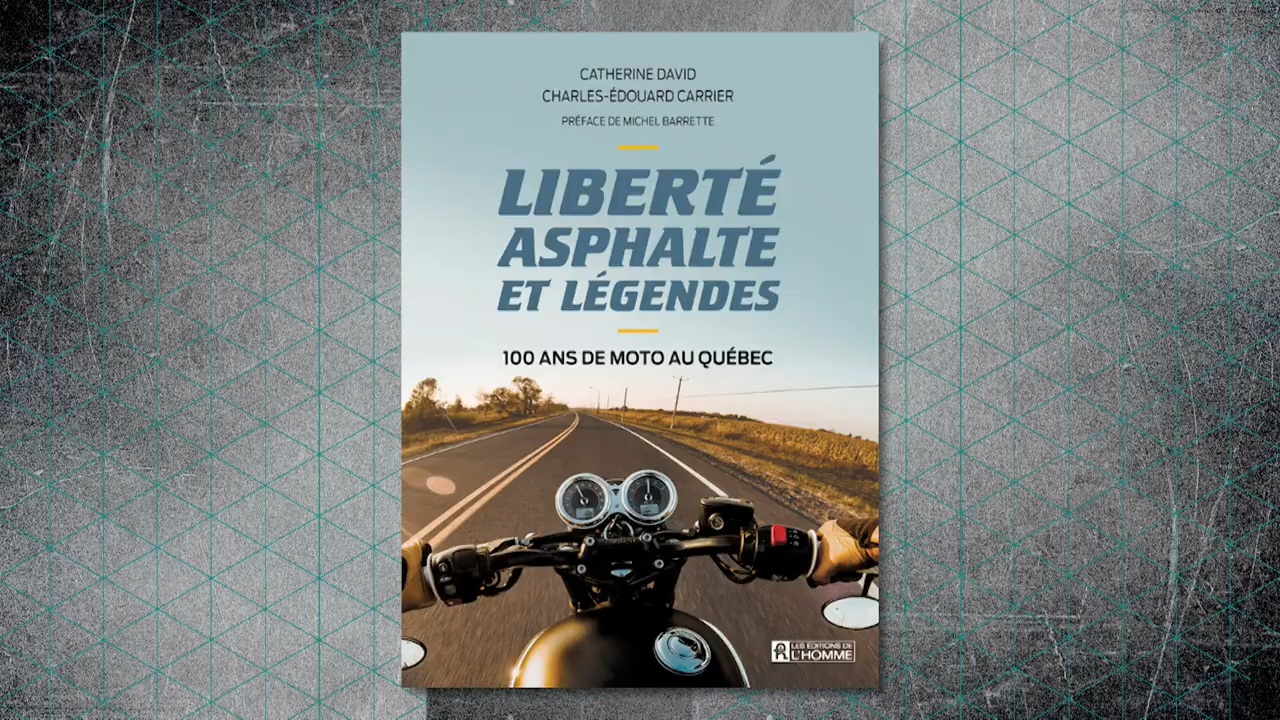 CATHERINE DAVID
CHARLES-ÉDOUARD CARRIER
PRÉFACE DE MICHEL BARRETTE
LIBERTÉ
ASPHALTE
ET LÉGENDES
100 ANS DE MOTO AU QUÉBEC
LES ÉDITIONS DE
L'HOMME